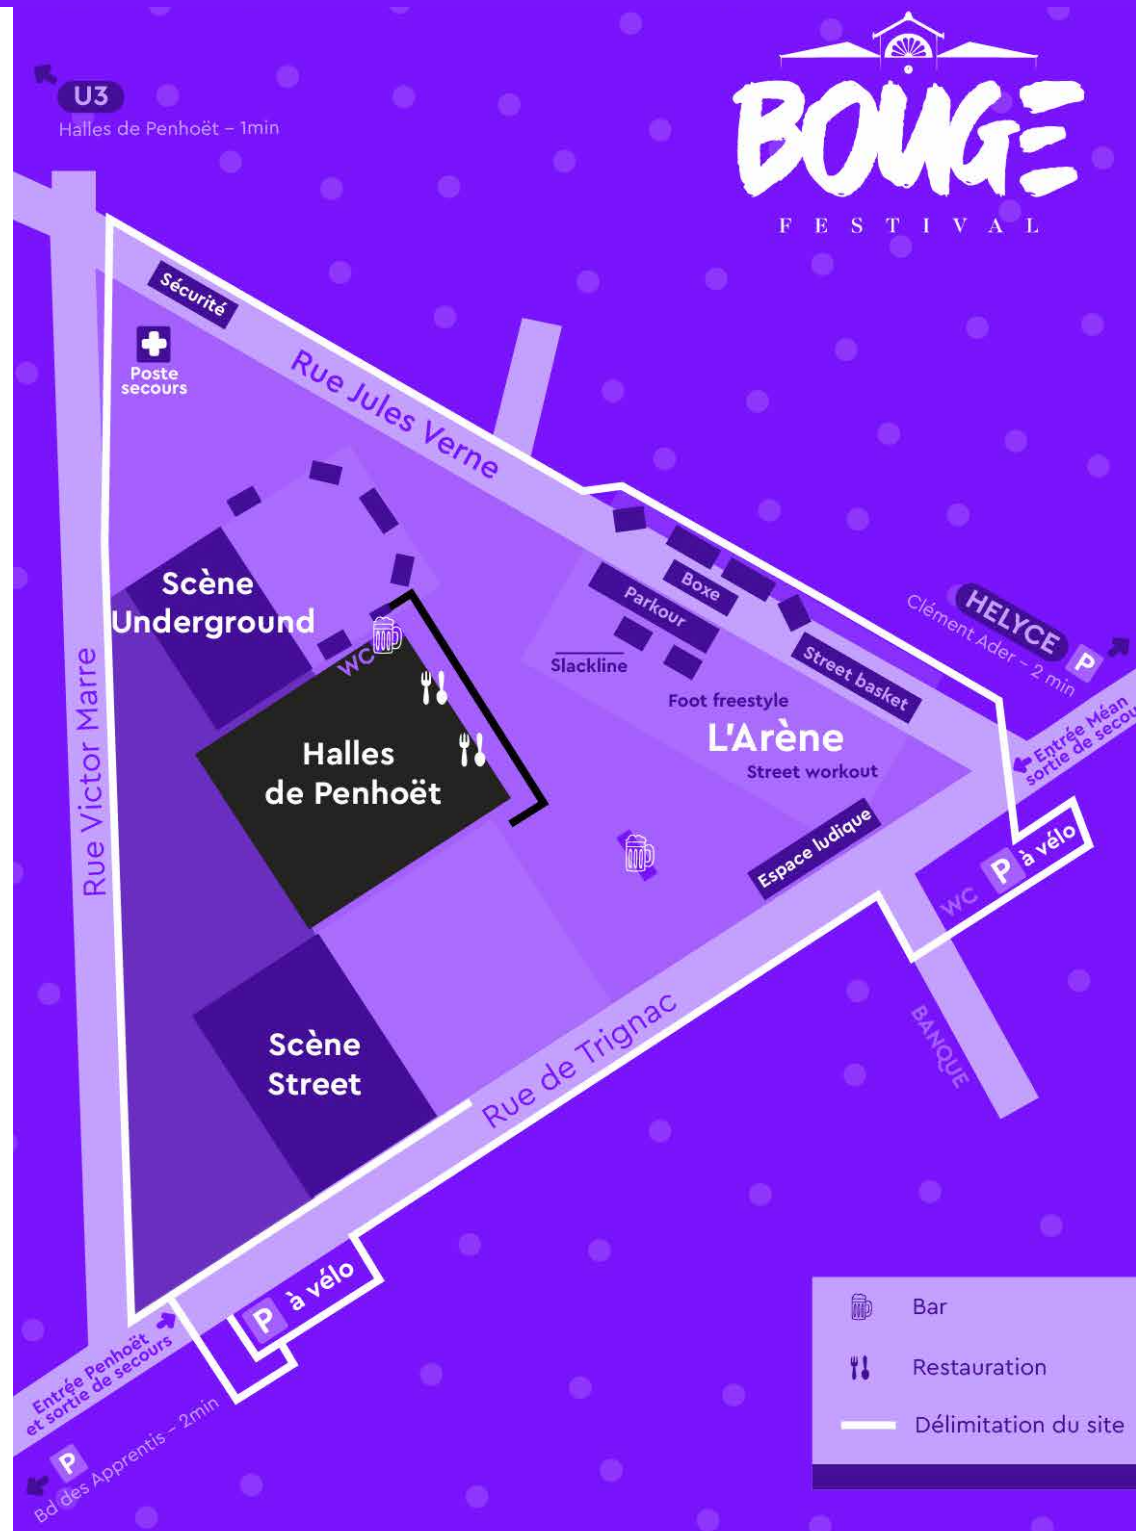 BOUGE
FESTIVAL
U3
Halles de Penhoët – 1min
Sécurité
Poste
secours
Rue Jules Verne
Scène
Underground
WC
Halles
de Penhoët
Rue Victor Marre
Boxe
Parkour
Slackline
Street basket
Foot freestyle
L'Arène
Street workout
Espace ludique
HELYCE
P
Clément Ader – 2 min
Entrée Méan
sortie de secou
P à vélo
WC
BANQUE
Scène
Street
Rue de Trignac
P à vélo
Entrée Penhoët
et sortie de secours
P
Bd des Apprentis – 2min
Bar
Restauration
Délimitation du site